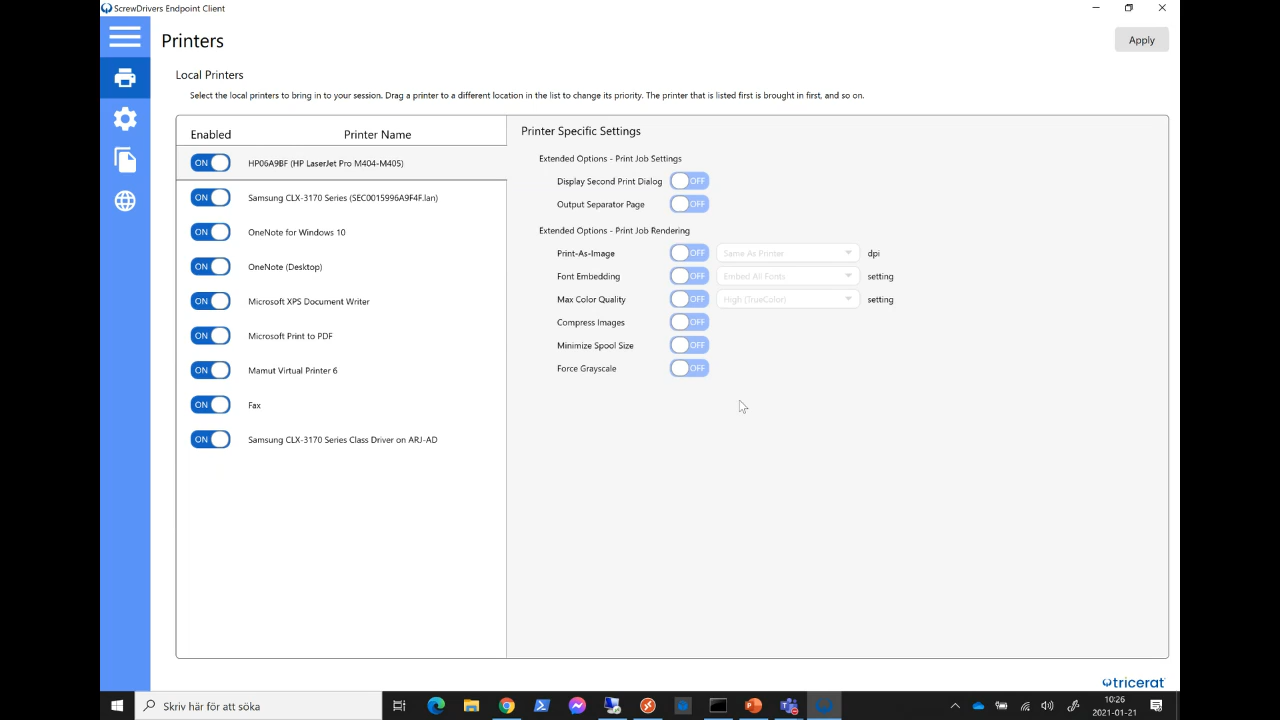 ScrewDrivers Endpoint Client
Printers
Apply
Local Printers
Select the local printers to bring in to your session. Drag a printer to a different location in the list to change its priority. The printer that is listed first is brought in first, and so on.
Enabled Printer Name
ON HP06A9BF (HP LaserJet Pro M404-M405)
ON Samsung CLX-3170 Series (SEC0015996A9F4F.lan)
ON OneNote for Windows 10
ON OneNote (Desktop)
ON Microsoft XPS Document Writer
ON Microsoft Print to PDF
ON Mamut Virtual Printer 6
ON Fax
ON Samsung CLX-3170 Series Class Driver on ARJ-AD
Printer Specific Settings
Extended Options - Print Job Settings
Display Second Print Dialog OFF
Output Separator Page OFF
Extended Options - Print Job Rendering
Print-As-Image OFF Same As Printer dpi
Font Embedding OFF Embed All Fonts setting
Max Color Quality OFF High (TrueColor) setting
Compress Images OFF
Minimize Spool Size OFF
Force Grayscale OFF
tricerat
Skriv här för att söka
10:26
2021-01-21